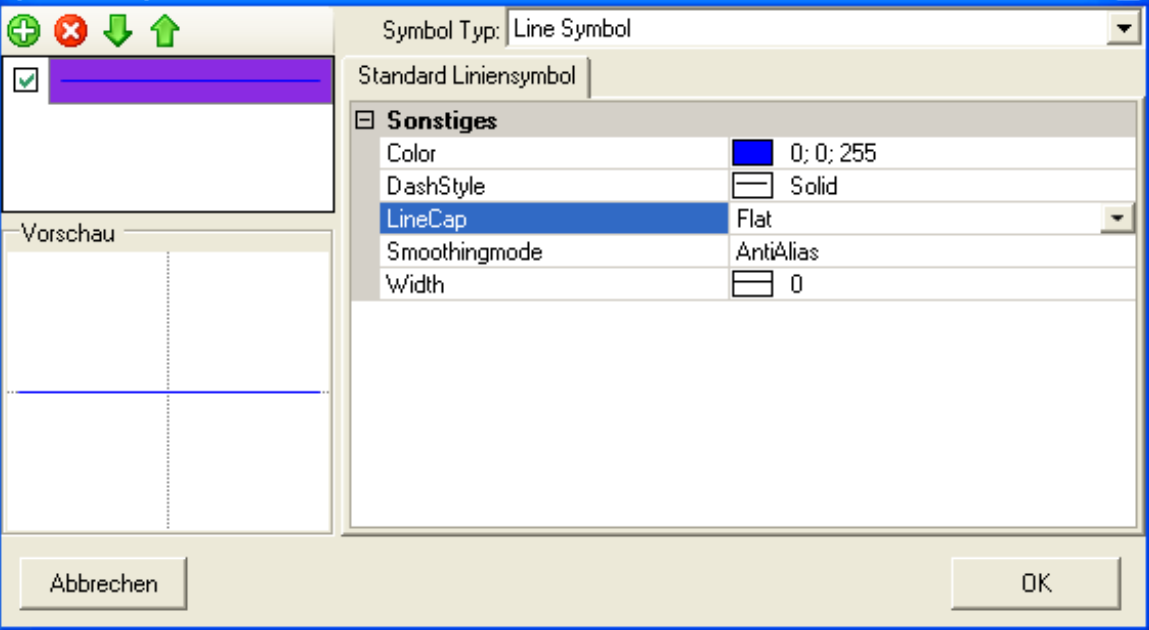 Symbol Typ: Line Symbol
Standard Liniensymbol
Sonstiges
Color 0; 0; 255
DashStyle Solid
LineCap Flat
Smoothingmode AntiAlias
Width 0
Vorschau
Abbrechen OK